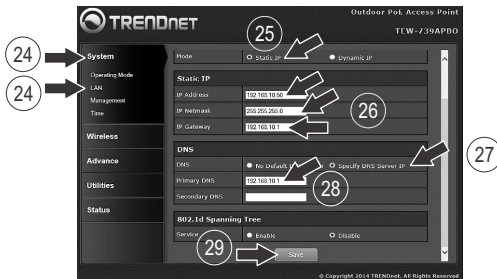 TRENDNET
Outdoor PoE Access Point
TEW-739APBO
24
24
System
Operating Mode
LAN
Management
Time
Wireless
Advance
Utilities
Status
25
Mode
Static IP
Dynamic IP
Static IP
IP Address
192.168.10.50
IP Netmask
255.255.255.0
IP Gateway
192.168.10.1
26
DNS
DNS
No Default
Specify DNS Server IP
27
Primary DNS
192.168.10.1
Secondary DNS
28
802.1d Spanning Tree
Service
Enable
Disable
29
Save
© Copyright 2014 TRENDnet. All Rights Reserved